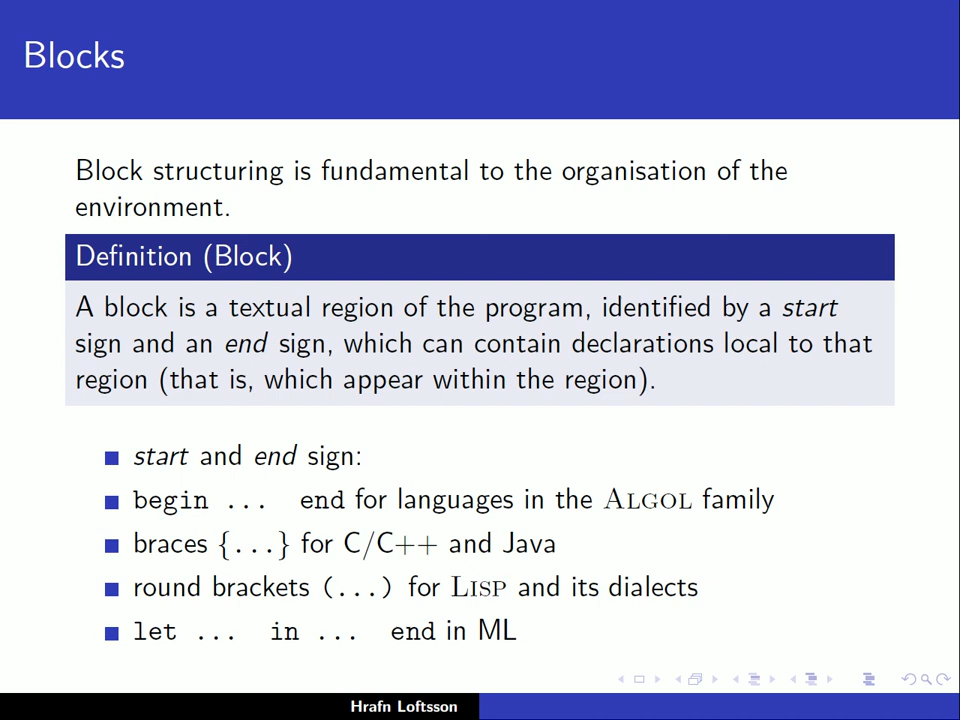 Blocks
Block structuring is fundamental to the organisation of the
environment.
Definition (Block)
A block is a textual region of the program, identified by a start
sign and an end sign, which can contain declarations local to that
region (that is, which appear within the region).
start and end sign:
begin ... end for languages in the ALGOL family
braces {...} for C/C++ and Java
round brackets (...) for LISP and its dialects
let ... in ... end in ML
Hrafn Loftsson